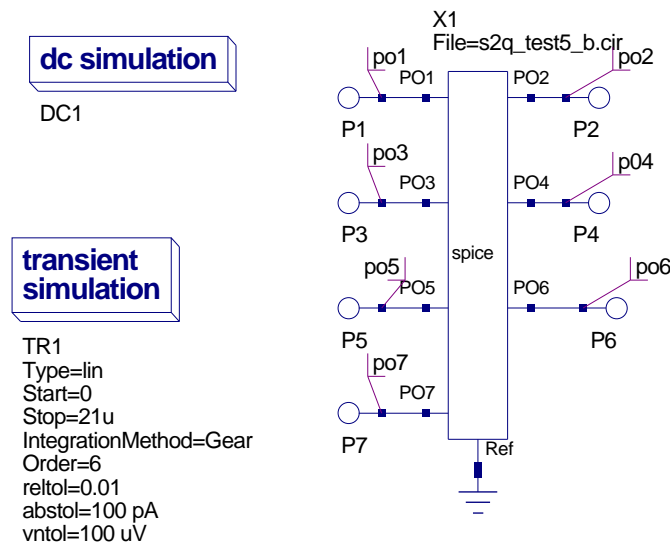 dc simulation
DC1
X1
File=s2q_test5_b.cir
po1
PO1
PO2
po2
P1
P2
po3
PO3
PO4
p04
P3
P4
spice
po5
PO5
PO6
po6
P5
P6
po7
PO7
P7
Ref
transient
simulation
TR1
Type=lin
Start=0
Stop=21u
IntegrationMethod=Gear
Order=6
reltol=0.01
abstol=100 pA
vntol=100 uV